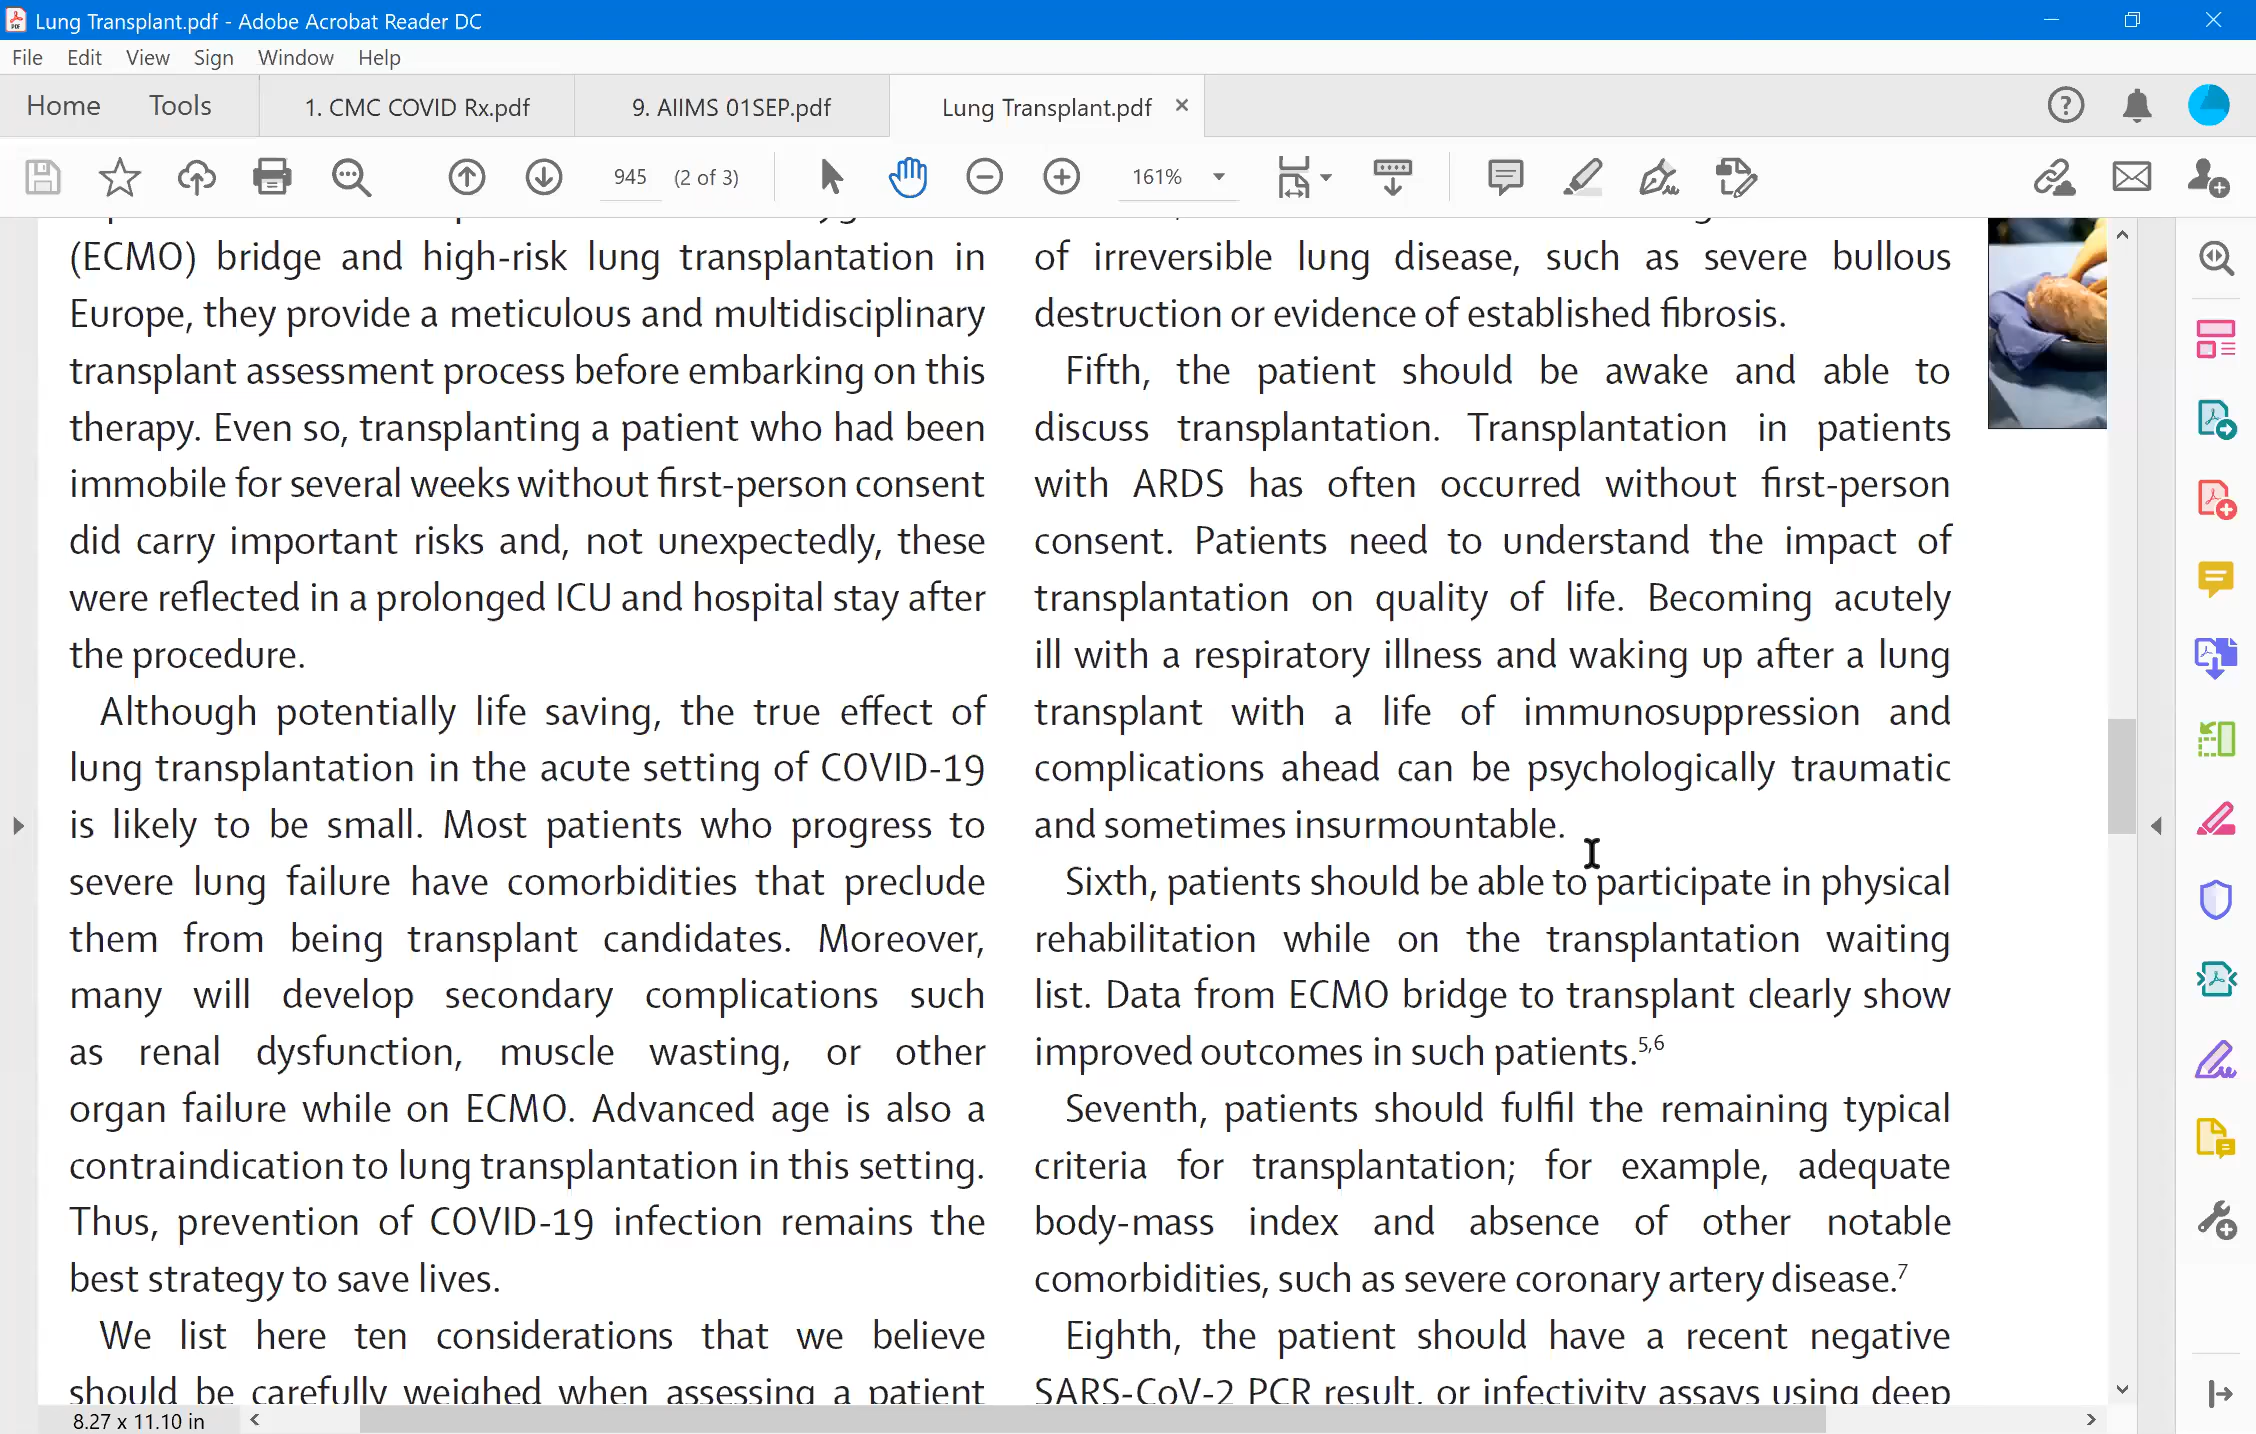 Lung Transplant.pdf - Adobe Acrobat Reader DC
File Edit View Sign Window Help
Home Tools 1. CMC COVID Rx.pdf 9. AIIMS 01SEP.pdf Lung Transplant.pdf
945 (2 of 3) 161%
(ECMO) bridge and high-risk lung transplantation in
Europe, they provide a meticulous and multidisciplinary
transplant assessment process before embarking on this
therapy. Even so, transplanting a patient who had been
immobile for several weeks without first-person consent
did carry important risks and, not unexpectedly, these
were reflected in a prolonged ICU and hospital stay after
the procedure.
Although potentially life saving, the true effect of
lung transplantation in the acute setting of COVID-19
is likely to be small. Most patients who progress to
severe lung failure have comorbidities that preclude
them from being transplant candidates. Moreover,
many will develop secondary complications such
as renal dysfunction, muscle wasting, or other
organ failure while on ECMO. Advanced age is also a
contraindication to lung transplantation in this setting.
Thus, prevention of COVID-19 infection remains the
best strategy to save lives.
We list here ten considerations that we believe
should be carefully weighed when assessing a patient
of irreversible lung disease, such as severe bullous
destruction or evidence of established fibrosis.
Fifth, the patient should be awake and able to
discuss transplantation. Transplantation in patients
with ARDS has often occurred without first-person
consent. Patients need to understand the impact of
transplantation on quality of life. Becoming acutely
ill with a respiratory illness and waking up after a lung
transplant with a life of immunosuppression and
complications ahead can be psychologically traumatic
and sometimes insurmountable.
Sixth, patients should be able to participate in physical
rehabilitation while on the transplantation waiting
list. Data from ECMO bridge to transplant clearly show
improved outcomes in such patients.5,6
Seventh, patients should fulfil the remaining typical
criteria for transplantation; for example, adequate
body-mass index and absence of other notable
comorbidities, such as severe coronary artery disease.7
Eighth, the patient should have a recent negative
SARS-CoV-2 PCR result, or infectivity assays using deep
8.27 x 11.10 in